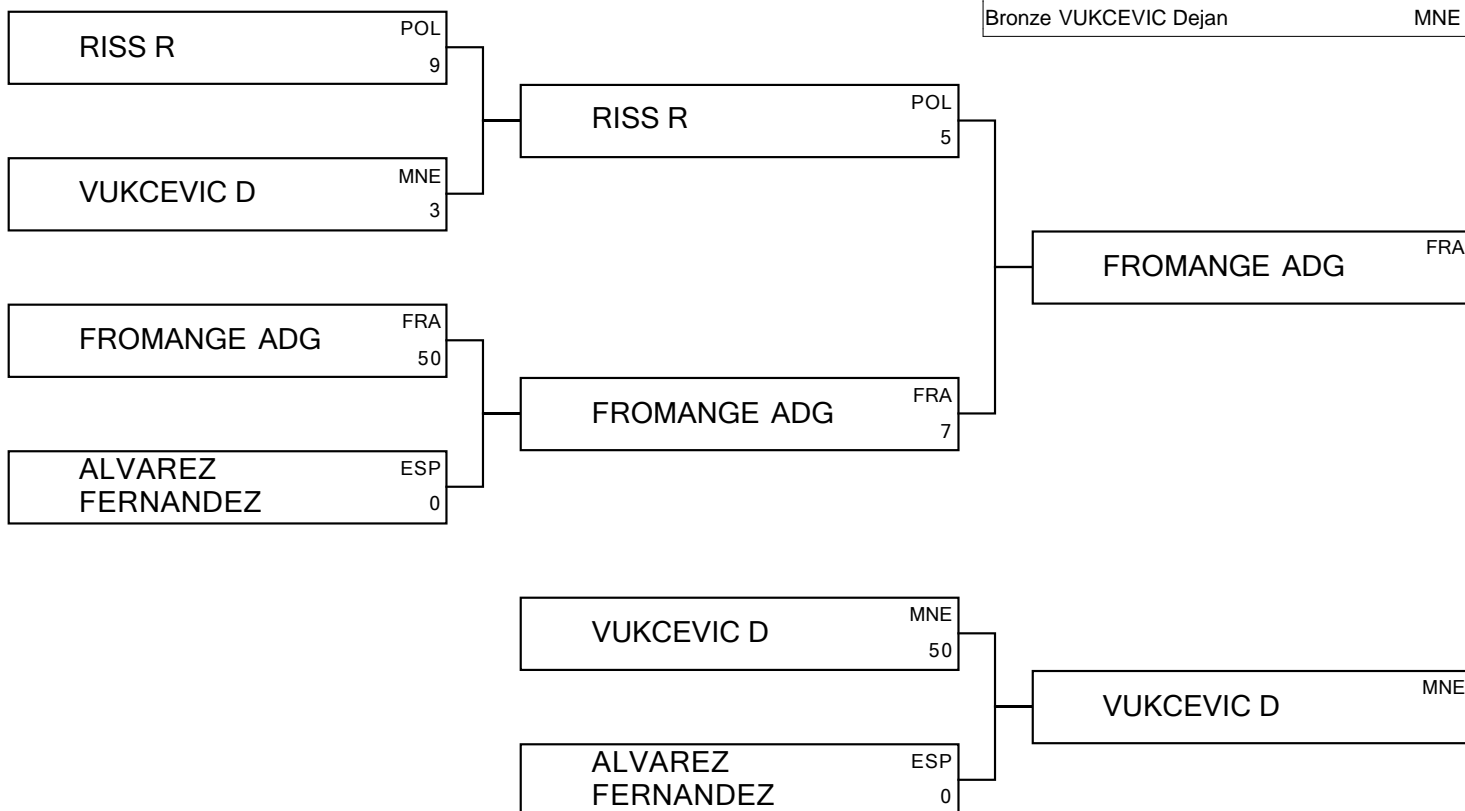 Bronze VUKCEVIC Dejan MNE
RISS R POL
9
VUKCEVIC D MNE
3
FROMANGE ADG FRA
50
ALVAREZ ESP
FERNANDEZ 0
RISS R POL
5
FROMANGE ADG FRA
7
FROMANGE ADG FRA
VUKCEVIC D MNE
50
ALVAREZ ESP
FERNANDEZ 0
VUKCEVIC D MNE